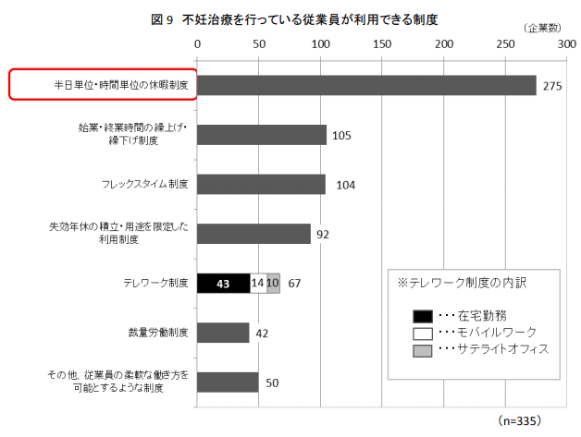 図9 不妊治療を行っている従業員が利用できる制度
(企業数)
0 50 100 150 200 250 300
半日単位・時間単位の休暇制度 275
始業・終業時間の繰上げ・
繰下げ制度 105
フレックスタイム制度 104
失効年休の積立・用途を限定した
利用制度 92
テレワーク制度 43 14 10 67
裁量労働制度 42
その他、従業員の柔軟な働き方を
可能とするような制度 50
※テレワーク制度の内訳
・・・在宅勤務
・・・モバイルワーク
・・・サテライトオフィス
(n=335)